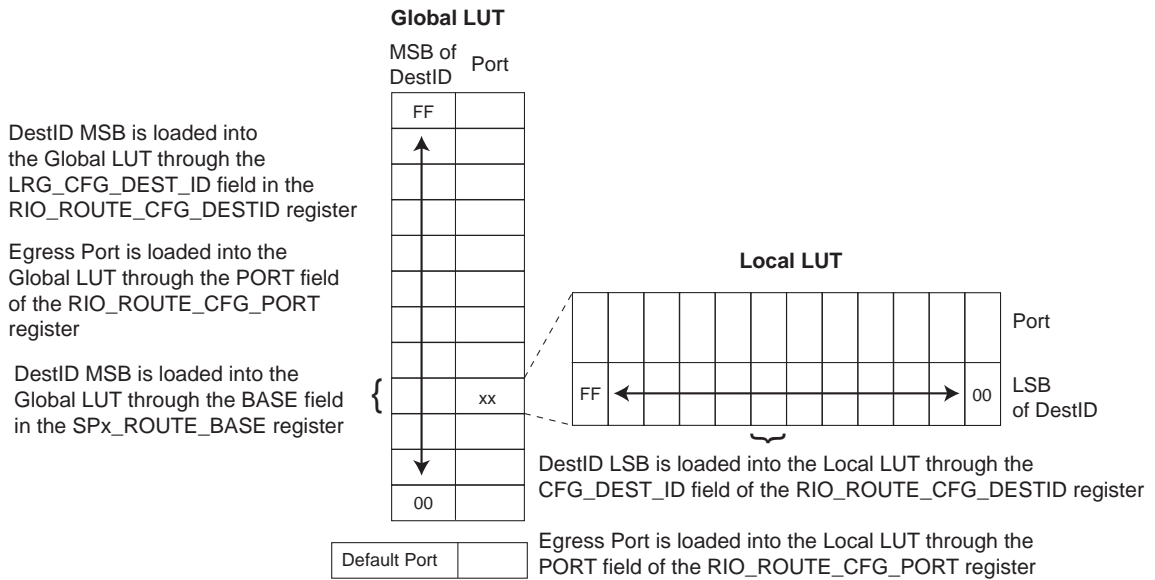 Global LUT
MSB of
DestID
Port
FF
DestID MSB is loaded into
the Global LUT through the
LRG_CFG_DEST_ID field in the
RIO_ROUTE_CFG_DESTID register
Egress Port is loaded into the
Global LUT through the PORT field
of the RIO_ROUTE_CFG_PORT
register
DestID MSB is loaded into the
Global LUT through the BASE field
in the SPx_ROUTE_BASE register
{
xx
00
Default Port
Local LUT
Port
FF
00
LSB
of DestID
DestID LSB is loaded into the Local LUT through the
CFG_DEST_ID field of the RIO_ROUTE_CFG_DESTID register
Egress Port is loaded into the Local LUT through the
PORT field of the RIO_ROUTE_CFG_PORT register